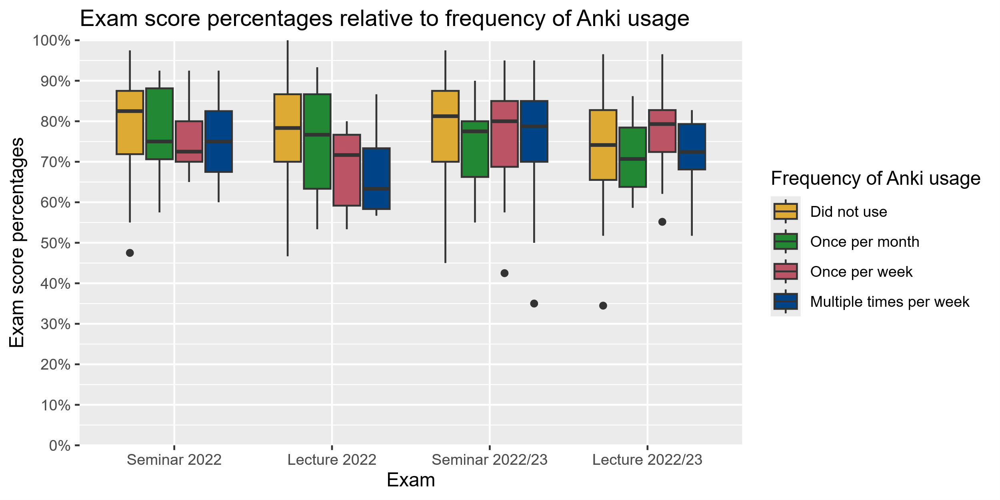 Exam score percentages relative to frequency of Anki usage
Exam score percentages
100%
90%
80%
70%
60%
50%
40%
30%
20%
10%
0%
Seminar 2022
Lecture 2022
Seminar 2022/23
Lecture 2022/23
Exam
Frequency of Anki usage
Did not use
Once per month
Once per week
Multiple times per week